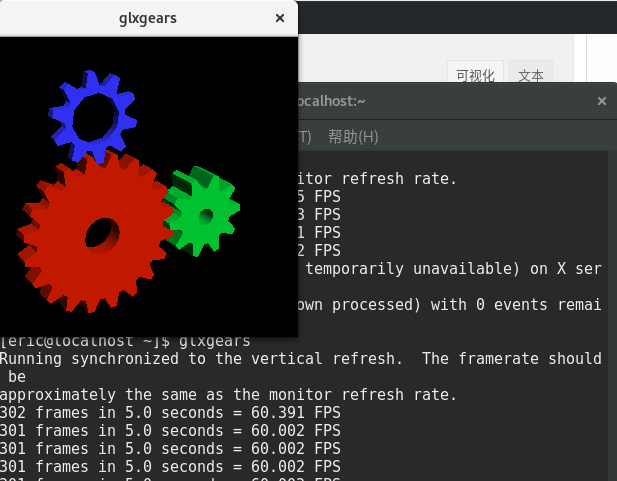 glxgears
×
可视化
文本
ocalhost:~
×
T) 帮助(H)
itor refresh rate.
5 FPS
3 FPS
1 FPS
2 FPS
temporarily unavailable) on X ser
own processed) with 0 events remai
[eric@localhost ~]$ glxgears
Running synchronized to the vertical refresh.  The framerate should
be
approximately the same as the monitor refresh rate.
302 frames in 5.0 seconds = 60.391 FPS
301 frames in 5.0 seconds = 60.002 FPS
301 frames in 5.0 seconds = 60.002 FPS
301 frames in 5.0 seconds = 60.002 FPS